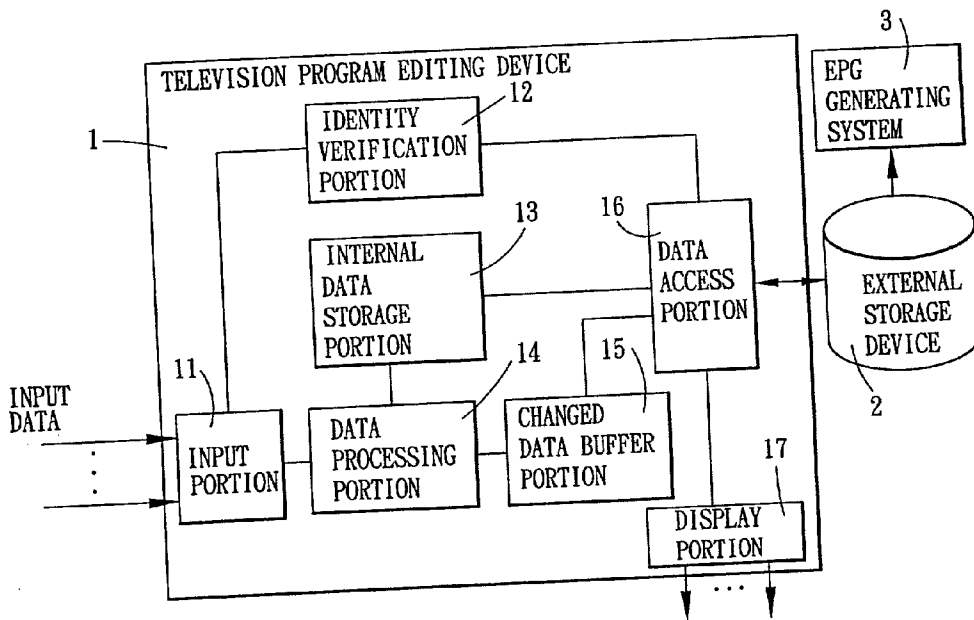 TELEVISION PROGRAM EDITING DEVICE
1
12
IDENTITY
VERIFICATION
PORTION
3
EPG
GENERATING
SYSTEM
13
INTERNAL
DATA
STORAGE
PORTION
16
DATA
ACCESS
PORTION
EXTERNAL
STORAGE
DEVICE
2
INPUT
DATA
11
INPUT
PORTION
14
DATA
PROCESSING
PORTION
15
CHANGED
DATA BUFFER
PORTION
17
DISPLAY
PORTION